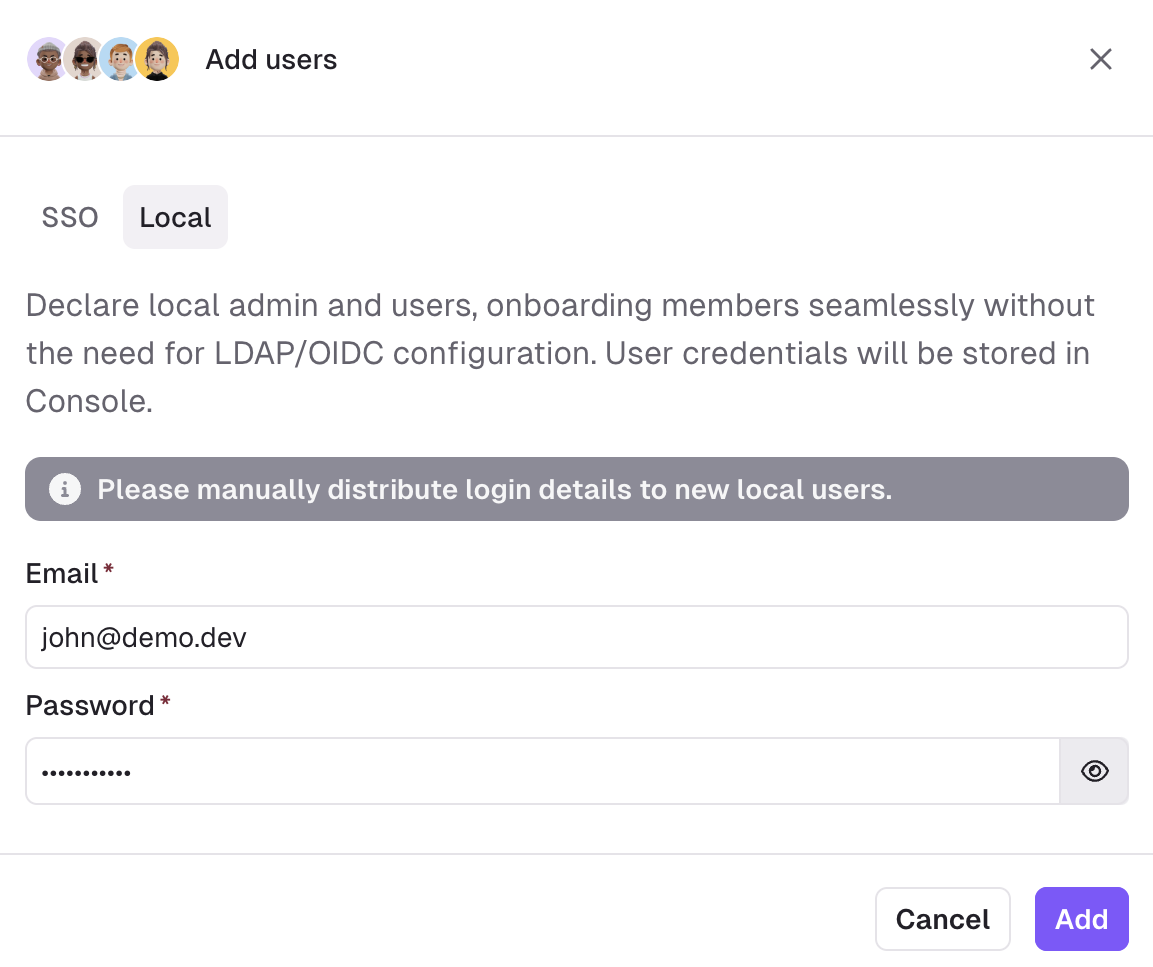 Add users
SSO
Local
Declare local admin and users, onboarding members seamlessly without
the need for LDAP/OIDC configuration. User credentials will be stored in
Console.
Please manually distribute login details to new local users.
Email *
john@demo.dev
Password *
•••••••••••
Cancel
Add